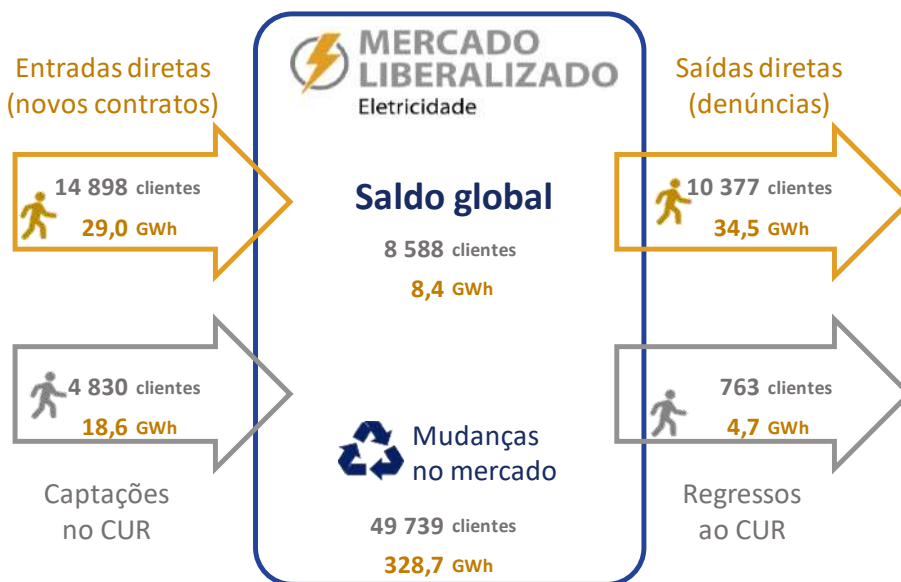 Entradas diretas
(novos contratos)
14 898 clientes
29,0 GWh
4 830 clientes
18,6 GWh
Captações
no CUR
MERCADO
LIBERALIZADO
Eletricidade
Saldo global
8 588 clientes
8,4 GWh
Mudanças
no mercado
49 739 clientes
328,7 GWh
Saídas diretas
(denúncias)
10 377 clientes
34,5 GWh
763 clientes
4,7 GWh
Regressos
ao CUR